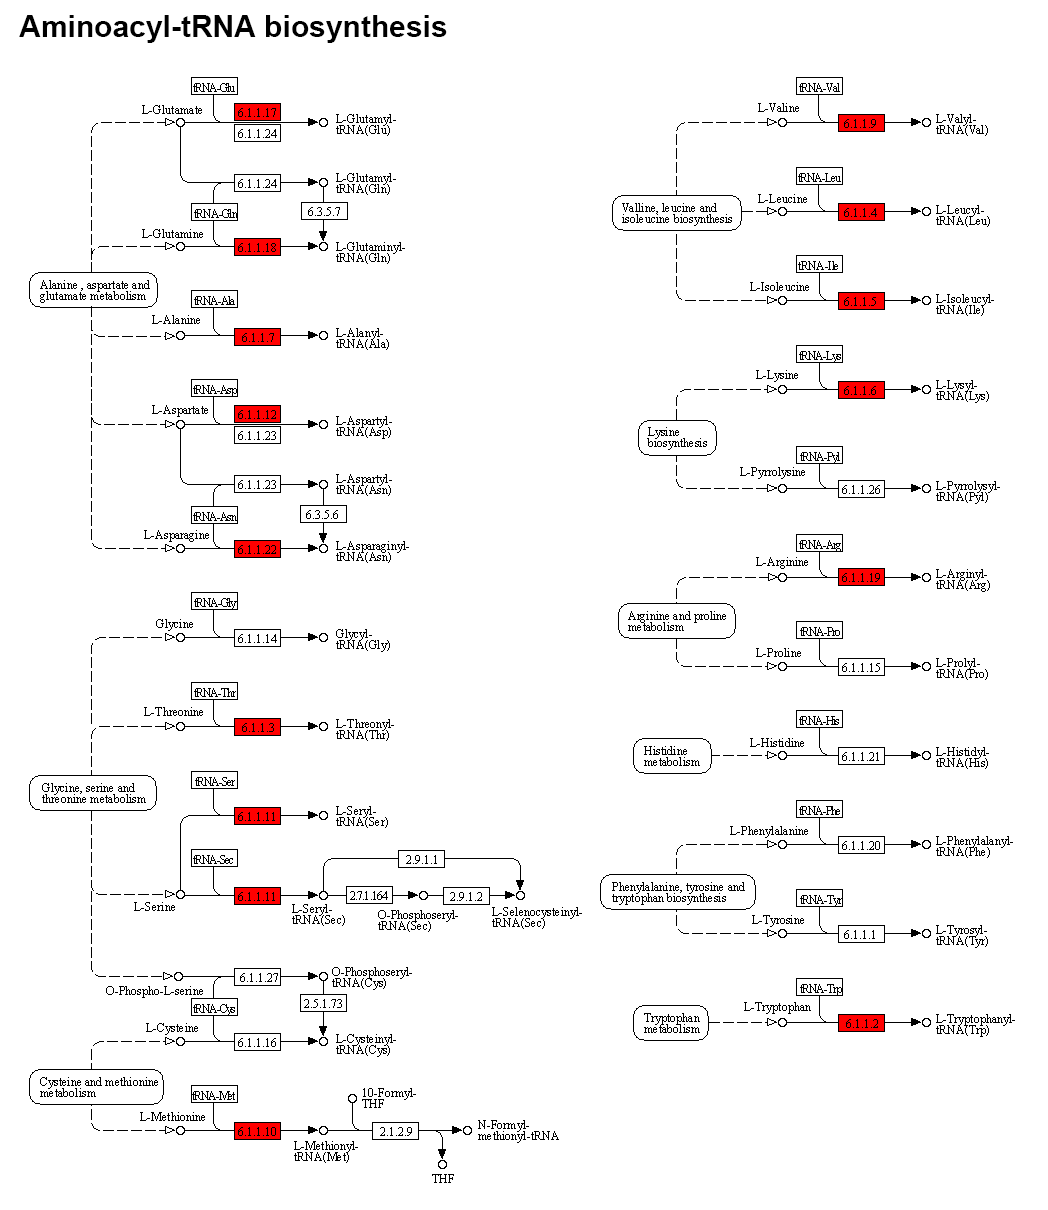 Aminoacyl-tRNA biosynthesis
tRNA-Glu
L-Glutamate
6.1.1.17
6.1.1.24
L-Glutamyl-
tRNA(Glu)
6.1.1.24
L-Glutamyl-
tRNA(Gln)
tRNA-Gln
6.3.5.7
L-Glutamine
6.1.1.18
L-Glutaminyl-
tRNA(Gln)
Alanine , aspartate and
glutamate metabolism
tRNA-Ala
L-Alanine
6.1.1.7
L-Alanyl-
tRNA(Ala)
tRNA-Asp
L-Aspartate
6.1.1.12
6.1.1.23
L-Aspartyl-
tRNA(Asp)
6.1.1.23
L-Aspartyl-
tRNA(Asn)
tRNA-Asn
6.3.5.6
L-Asparagine
6.1.1.22
L-Asparaginyl-
tRNA(Asn)
tRNA-Gly
Glycine
6.1.1.14
Glycyl-
tRNA(Gly)
tRNA-Thr
L-Threonine
6.1.1.3
L-Threonyl-
tRNA(Thr)
Glycine, serine and
threonine metabolism
tRNA-Ser
6.1.1.11
L-Seryl-
tRNA(Ser)
tRNA-Sec
L-Serine
6.1.1.11
L-Seryl-
tRNA(Sec)
2.9.1.1
2.7.1.164
O-Phosphoseryl-
tRNA(Sec)
2.9.1.2
L-Selenocysteinyl-
tRNA(Sec)
O-Phospho-L-serine
6.1.1.27
O-Phosphoseryl-
tRNA(Cys)
tRNA-Cys
2.5.1.73
L-Cysteine
6.1.1.16
L-Cysteinyl-
tRNA(Cys)
Cysteine and methionine
metabolism
tRNA-Met
L-Methionine
6.1.1.10
L-Methionyl-
tRNA(Met)
10-Formyl-
THF
2.1.2.9
N-Formyl-
methionyl-tRNA
THF
tRNA-Val
L-Valine
6.1.1.9
L-Valyl-
tRNA(Val)
Valline, leucine and
isoleucine biosynthesis
tRNA-Leu
L-Leucine
6.1.1.4
L-Leucyl-
tRNA(Leu)
tRNA-Ile
L-Isoleucine
6.1.1.5
L-Isoleucyl-
tRNA(Ile)
tRNA-Lys
L-Lysine
6.1.1.6
L-Lysyl-
tRNA(Lys)
Lysine
biosynthesis
tRNA-Pyl
L-Pyrrolysine
6.1.1.26
L-Pyrrolysyl-
tRNA(Pyl)
tRNA-Arg
L-Arginine
6.1.1.19
L-Arginyl-
tRNA(Arg)
Arginine and proline
metabolism
tRNA-Pro
L-Proline
6.1.1.15
L-Prolyl-
tRNA(Pro)
tRNA-His
Histidine
metabolism
L-Histidine
6.1.1.21
L-Histidyl-
tRNA(His)
tRNA-Phe
L-Phenylalanine
6.1.1.20
L-Phenylalanyl-
tRNA(Phe)
Phenylalanine, tyrosine and
tryptophan biosynthesis
tRNA-Tyr
L-Tyrosine
6.1.1.1
L-Tyrosyl-
tRNA(Tyr)
tRNA-Trp
Tryptophan
metabolism
L-Tryptophan
6.1.1.2
L-Tryptophanyl-
tRNA(Trp)